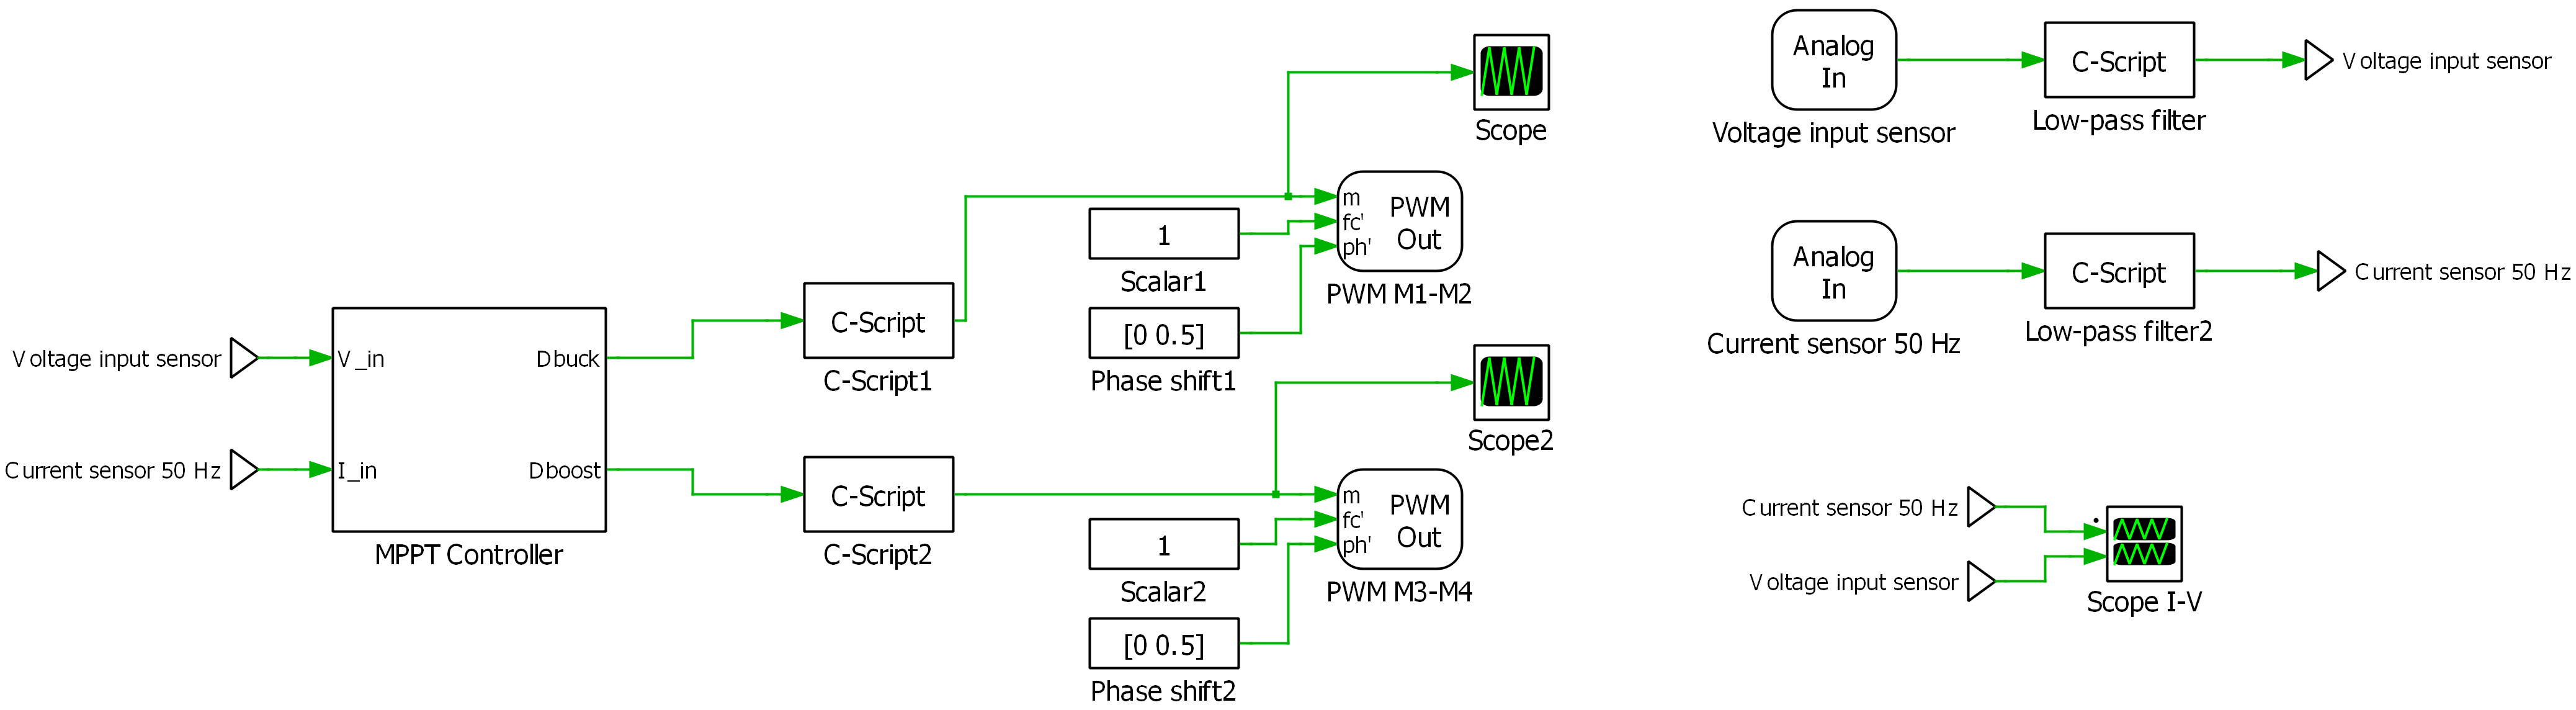 Voltage input sensor
Current sensor 50 Hz
V_in
I_in
Dbuck
Dboost
MPPT Controller
C-Script
C-Script1
C-Script
C-Script2
1
Scalar1
[0 0.5]
Phase shift1
m
fc'
ph'
PWM
Out
PWM M1-M2
Scope
1
Scalar2
[0 0.5]
Phase shift2
m
fc'
ph'
PWM
Out
PWM M3-M4
Scope2
Analog
In
Voltage input sensor
C-Script
Low-pass filter
Voltage input sensor
Analog
In
Current sensor 50 Hz
C-Script
Low-pass filter2
Current sensor 50 Hz
Current sensor 50 Hz
Voltage input sensor
Scope I-V